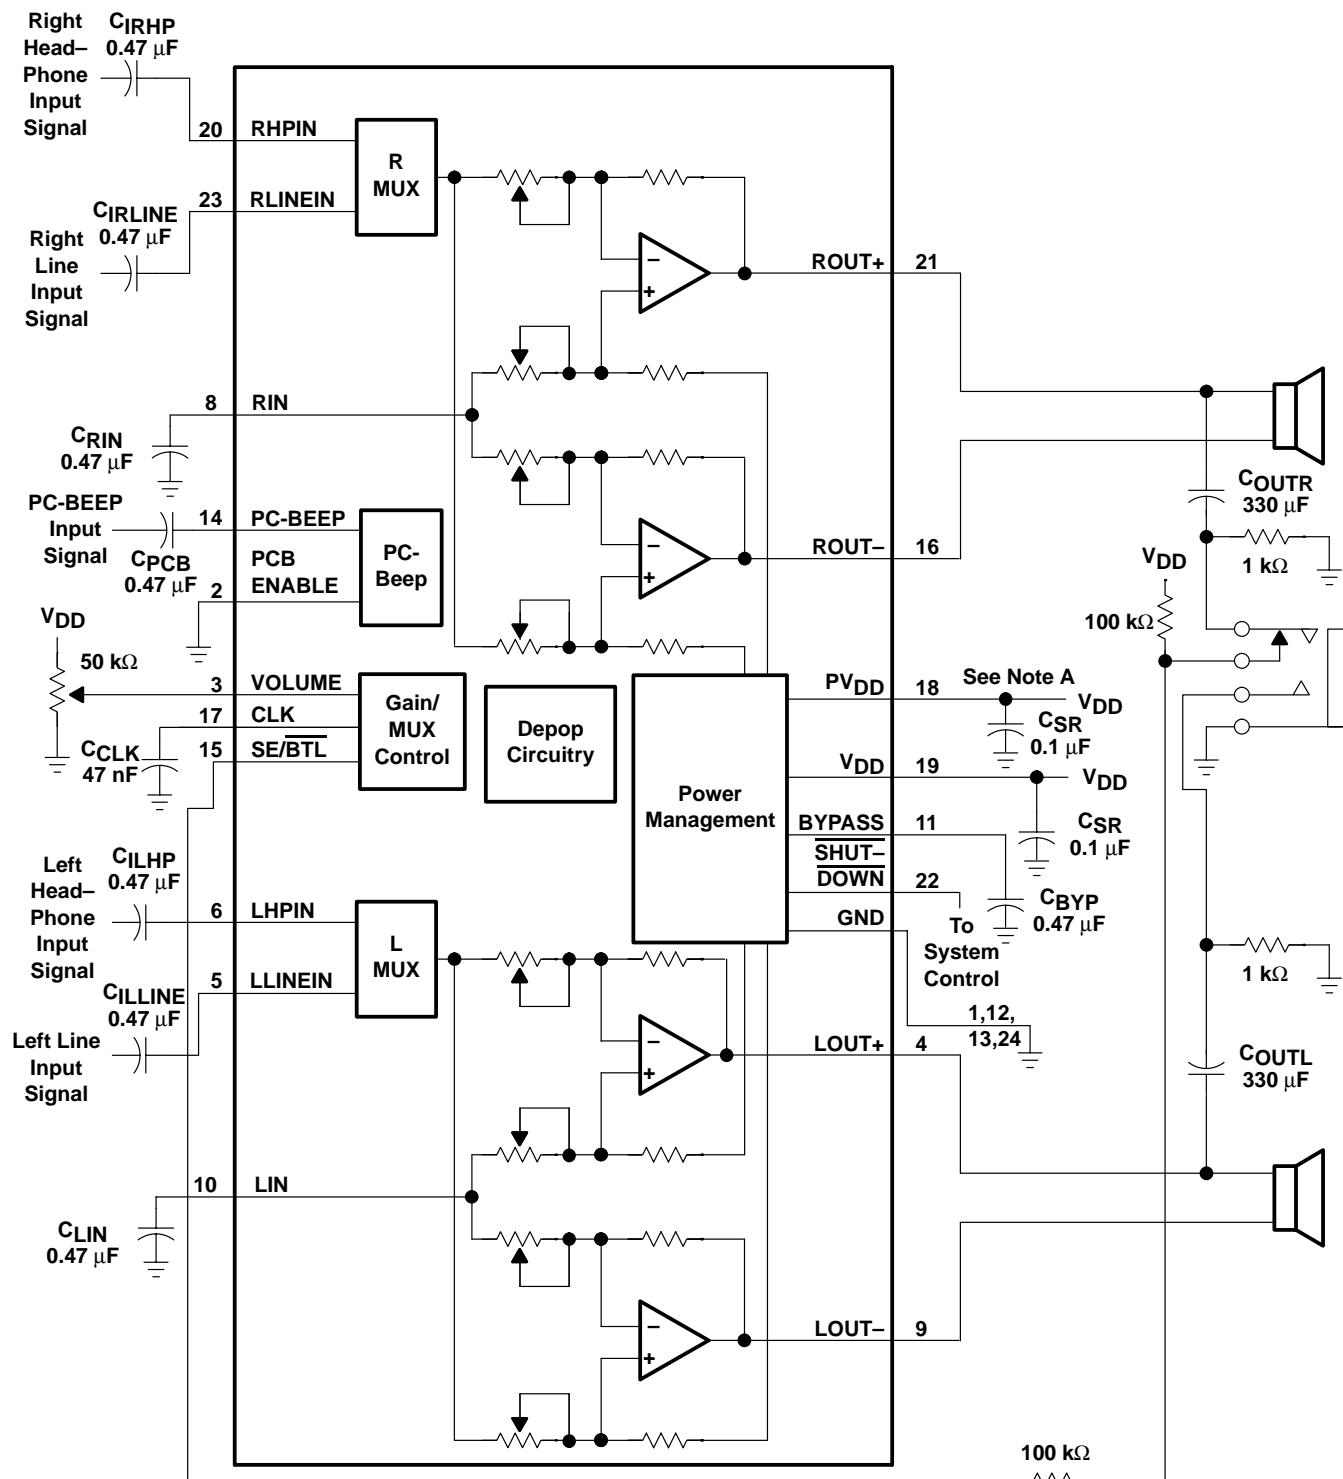 Right
Head–
Phone
Input
Signal
CIRHP
0.47 μF
20
RHPIN
R
MUX
23
RLINEIN
CIRLINE
0.47 μF
Right
Line
Input
Signal
ROUT+
21
8
RIN
CRIN
0.47 μF
COUTR
330 μF
PC-BEEP
Input
Signal
14
PC-BEEP
CPCB
0.47 μF
PCB
ENABLE
2
PC-
Beep
ROUT–
16
1 kΩ
VDD
100 kΩ
VDD
50 kΩ
3
VOLUME
17
CLK
15
SE/BTL
CCLK
47 nF
Gain/
MUX
Control
Depop
Circuitry
Power
Management
PVDD
18
See Note A
VDD
CSR
0.1 μF
VDD
19
VDD
CSR
0.1 μF
BYPASS
11
SHUT–
DOWN
22
CBYP
0.47 μF
GND
To
System
Control
1,12,
13,24
Left
Head–
Phone
Input
Signal
CILHP
0.47 μF
6
LHPIN
L
MUX
5
LLINEIN
CILLINE
0.47 μF
Left Line
Input
Signal
1 kΩ
LOUT+
4
COUTL
330 μF
10
LIN
CLIN
0.47 μF
LOUT–
9
100 kΩ